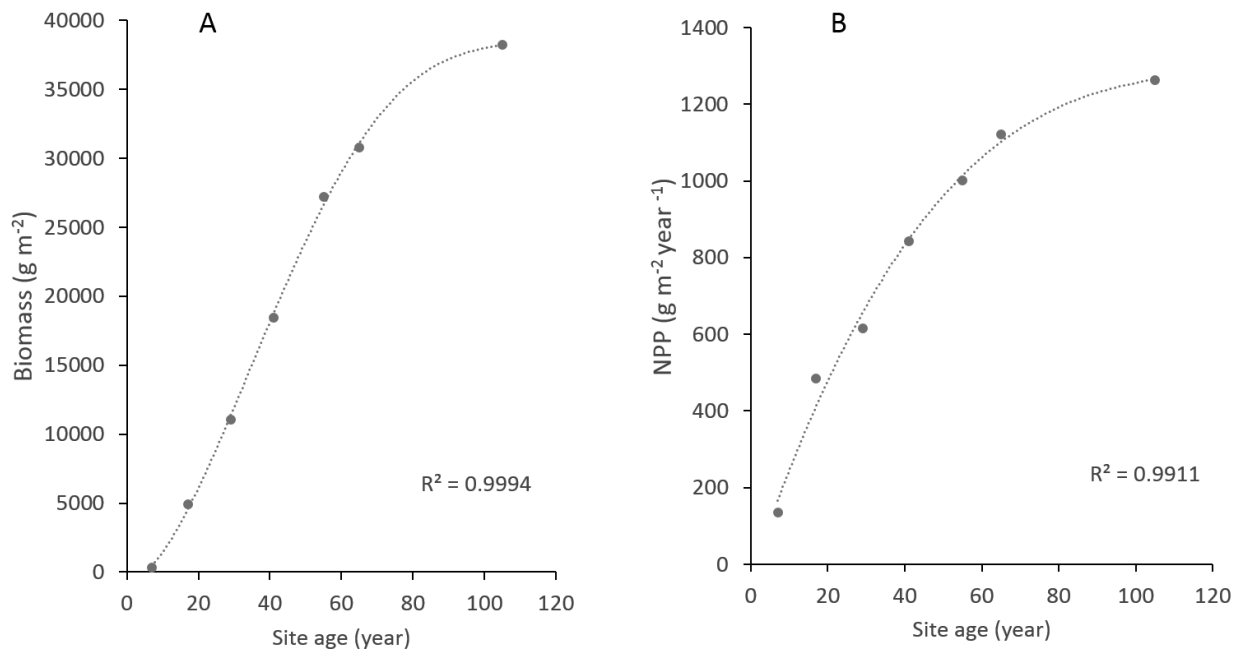 A
40000
35000
30000
25000
20000
15000
10000
5000
0
Biomass (g m⁻²)
0 20 40 60 80 100 120
Site age (year)
R² = 0.9994
B
1400
1200
1000
800
600
400
200
0
NPP (g m⁻² year ⁻¹)
0 20 40 60 80 100 120
Site age (year)
R² = 0.9911